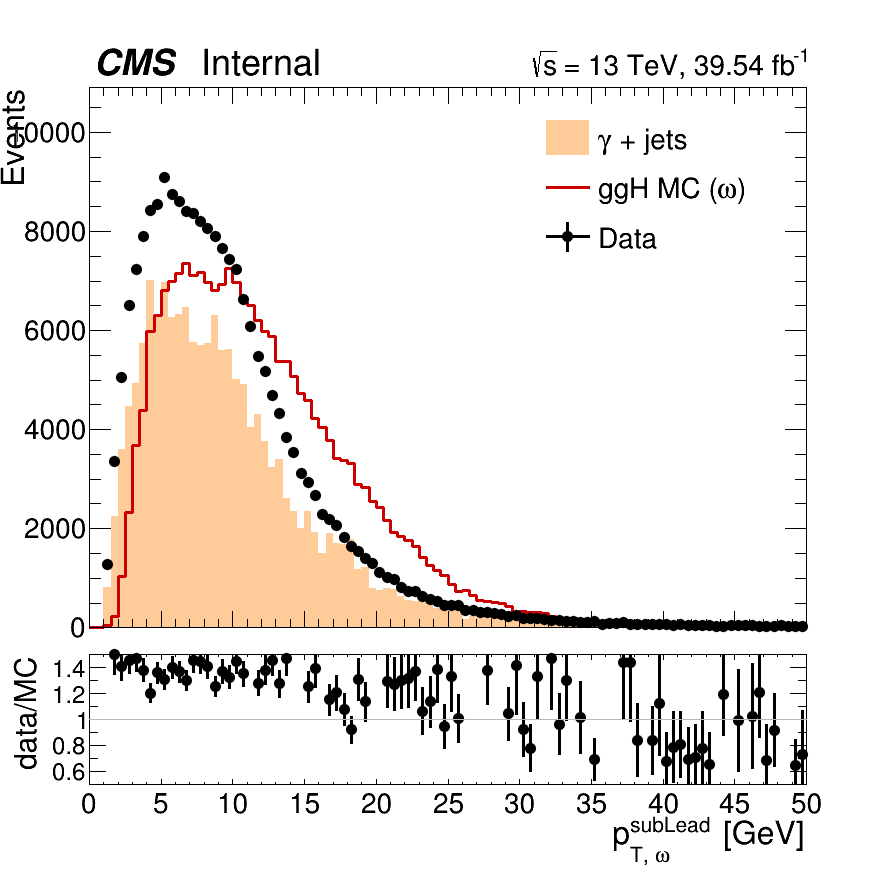 CMS Internal
√s = 13 TeV, 39.54 fb⁻¹
Events
10000
8000
6000
4000
2000
0
γ + jets
ggH MC (ω)
Data
data/MC
1.4
1.2
1
0.8
0.6
0 5 10 15 20 25 30 35 40 45 50
p_{T, ω}^{subLead} [GeV]